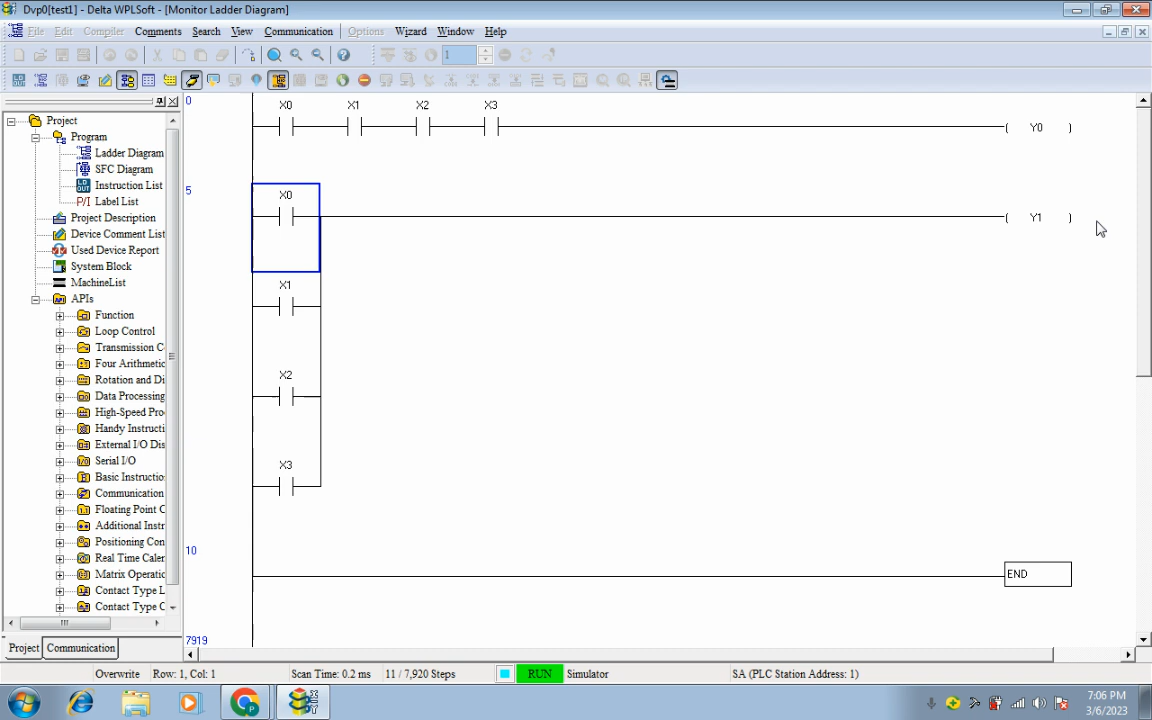 Dvp0[test1] - Delta WPLSoft - [Monitor Ladder Diagram]
File Edit Compiler Comments Search View Communication Options Wizard Window Help
1
Project
Program
Ladder Diagram
SFC Diagram
Instruction List
Label List
Project Description
Device Comment List
Used Device Report
System Block
MachineList
APIs
Function
Loop Control
Transmission C
Four Arithmetic
Rotation and Di
Data Processing
High-Speed Pro
Handy Instructi
External I/O Dis
Serial I/O
Basic Instructio
Communication
Floating Point C
Additional Instr
Positioning Con
Real Time Caler
Matrix Operatic
Contact Type L
Contact Type C
Project Communication
0
X0 X1 X2 X3
Y0
5
X0
Y1
X1
X2
X3
10
END
7919
Overwrite Row: 1, Col: 1 Scan Time: 0.2 ms 11 / 7,920 Steps RUN Simulator SA (PLC Station Address: 1)
7:06 PM
3/6/2023